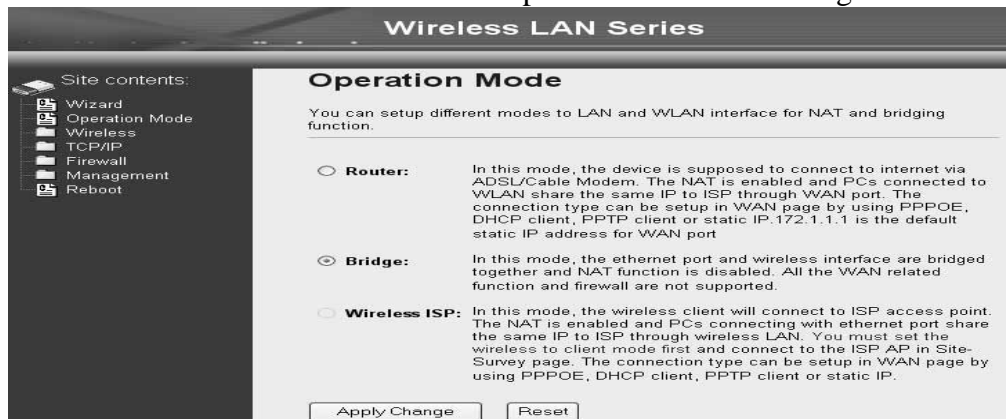 Wireless LAN Series
Site contents:
Wizard
Operation Mode
Wireless
TCP/IP
Firewall
Management
Reboot
Operation Mode
You can setup different modes to LAN and WLAN interface for NAT and bridging
function.
Router:
In this mode, the device is supposed to connect to internet via
ADSL/Cable Modem. The NAT is enabled and PCs connected to
WLAN share the same IP to ISP through WAN port. The
connection type can be setup in WAN page by using PPPOE,
DHCP client, PPTP client or static IP.172.1.1.1 is the default
static IP address for WAN port
Bridge:
In this mode, the ethernet port and wireless interface are bridged
together and NAT function is disabled. All the WAN related
function and firewall are not supported.
Wireless ISP:
In this mode, the wireless client will connect to ISP access point.
The NAT is enabled and PCs connecting with ethernet port share
the same IP to ISP through wireless LAN. You must set the
wireless to client mode first and connect to the ISP AP in Site-
Survey page. The connection type can be setup in WAN page by
using PPPOE, DHCP client, PPTP client or static IP.
Apply Change
Reset